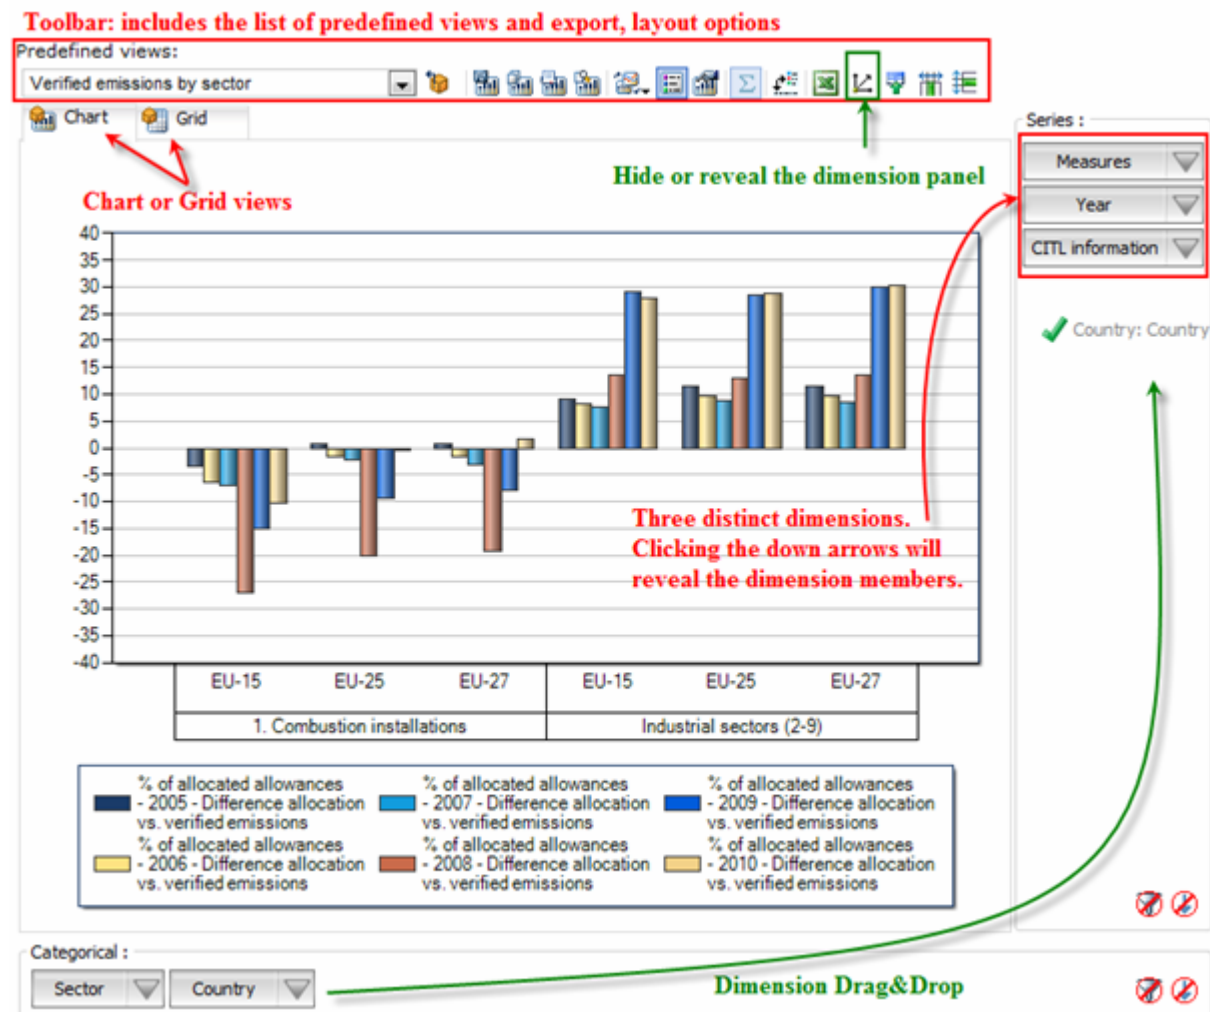 Toolbar: includes the list of predefined views and export, layout options
Predefined views:
Verified emissions by sector
Chart
Grid
Series :
Measures
Year
CITL information
Hide or reveal the dimension panel
Chart or Grid views
Country: Country
40
35
30
25
20
15
10
5
0
-5
-10
-15
-20
-25
-30
-35
-40
Three distinct dimensions.
Clicking the down arrows will
reveal the dimension members.
EU-15 EU-25 EU-27 EU-15 EU-25 EU-27
1. Combustion installations Industrial sectors (2-9)
% of allocated allowances
- 2005 - Difference allocation
vs. verified emissions
% of allocated allowances
- 2007 - Difference allocation
vs. verified emissions
% of allocated allowances
- 2009 - Difference allocation
vs. verified emissions
% of allocated allowances
- 2006 - Difference allocation
vs. verified emissions
% of allocated allowances
- 2008 - Difference allocation
vs. verified emissions
% of allocated allowances
- 2010 - Difference allocation
vs. verified emissions
Categorical :
Sector
Country
Dimension Drag&Drop